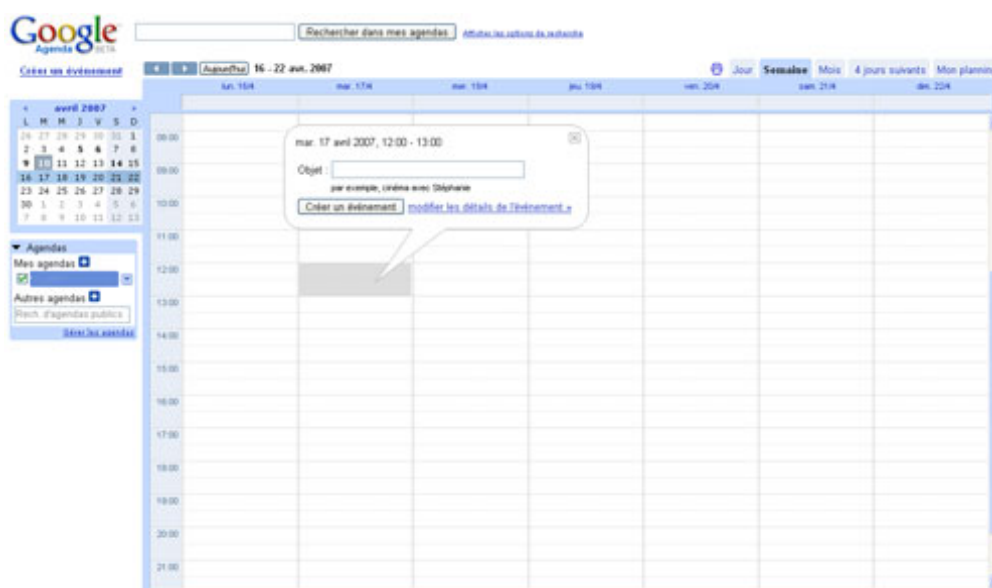 Google
Agenda BETA
Rechercher dans mes agendas
Afficher les options de recherche
Créer un événement
Aujourd'hui 16 - 22 avr. 2007
Jour Semaine Mois 4 jours suivants Mon plannin
lun. 16/4 mar. 17/4 mer. 18/4 jeu. 19/4 ven. 20/4 sam. 21/4 dim. 22/4
« avril 2007 »
L M M J V S D
26 27 28 29 30 31 1
2 3 4 5 6 7 8
9 10 11 12 13 14 15
16 17 18 19 20 21 22
23 24 25 26 27 28 29
30 1 2 3 4 5 6
7 8 9 10 11 12 13
Agendas
Mes agendas
Autres agendas
Rech. d'agendas publics
Gérer les agendas
mar. 17 avril 2007, 12:00 - 13:00
Objet :
par exemple, cinéma avec Stéphanie
Créer un événement modifier les détails de l'événement »
08:00
09:00
10:00
11:00
12:00
13:00
14:00
15:00
16:00
17:00
18:00
19:00
20:00
21:00